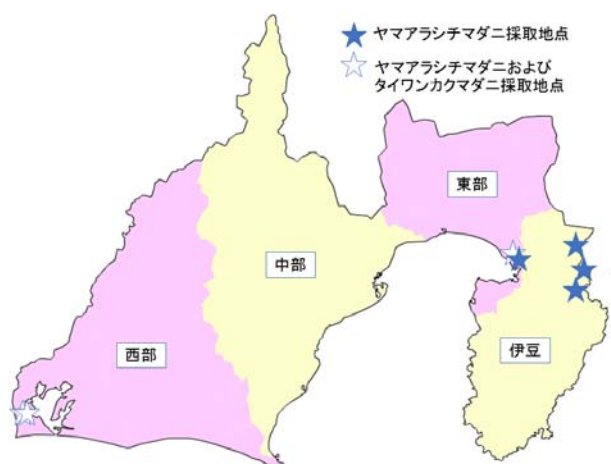 ヤマアラシチマダニ採取地点
ヤマアラシチマダニおよび
タイワンカクマダニ採取地点
東部
中部
西部
伊豆